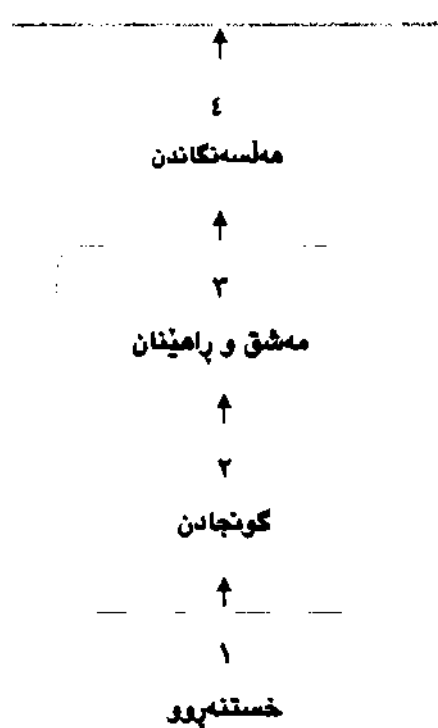 ٤
هەڵسەنگاندن
٣
مەشق و ڕاهێنان
٢
گونجادن
١
خستنەڕوو